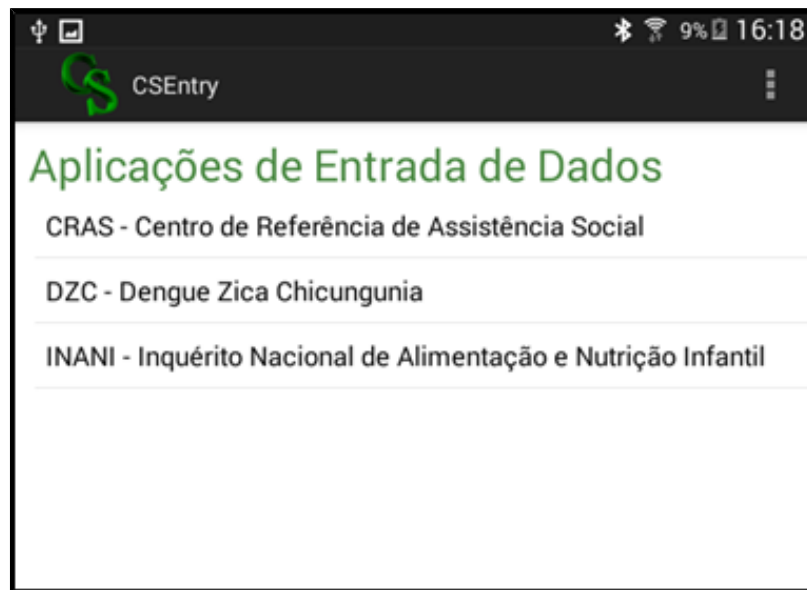 9% 16:18
CS CSEntry
Aplicações de Entrada de Dados
CRAS - Centro de Referência de Assistência Social
DZC - Dengue Zica Chicungunia
INANI - Inquérito Nacional de Alimentação e Nutrição Infantil